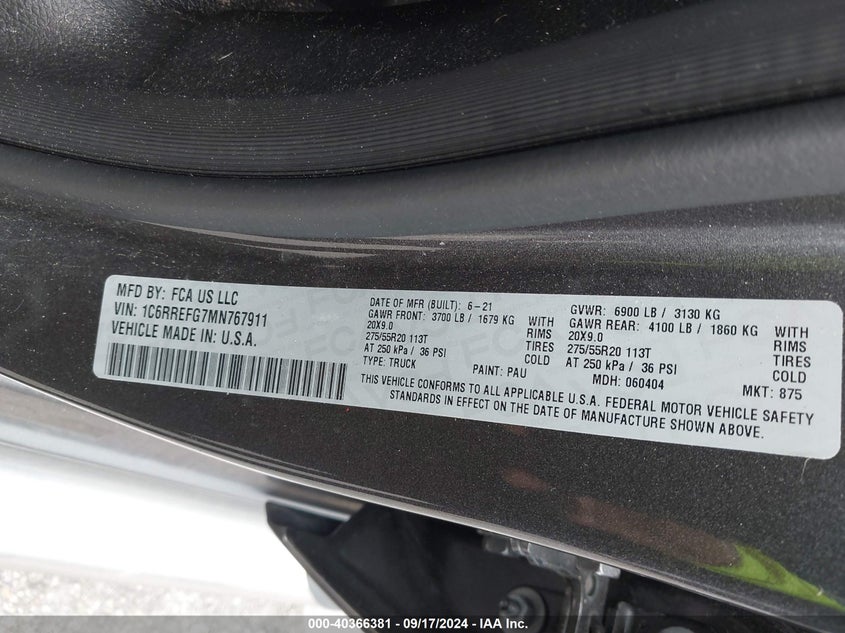 MFD BY: FCA US LLC
VIN: 1C6RREFG7MN767911
VEHICLE MADE IN: U.S.A.
DATE OF MFR (BUILT): 6-21
GAWR FRONT: 3700 LB / 1679 KG WITH
20X9.0 RIMS
275/55R20 113T TIRES
AT 250 kPa / 36 PSI COLD
TYPE: TRUCK PAINT: PAU
GVWR: 6900 LB / 3130 KG
GAWR REAR: 4100 LB / 1860 KG WITH
20X9.0 RIMS
275/55R20 113T TIRES
AT 250 kPa / 36 PSI COLD
MDH: 060404 MKT: 875
THIS VEHICLE CONFORMS TO ALL APPLICABLE U.S.A. FEDERAL MOTOR VEHICLE SAFETY
STANDARDS IN EFFECT ON THE DATE OF MANUFACTURE SHOWN ABOVE.
000-40366381 - 09/17/2024 - IAAI.com